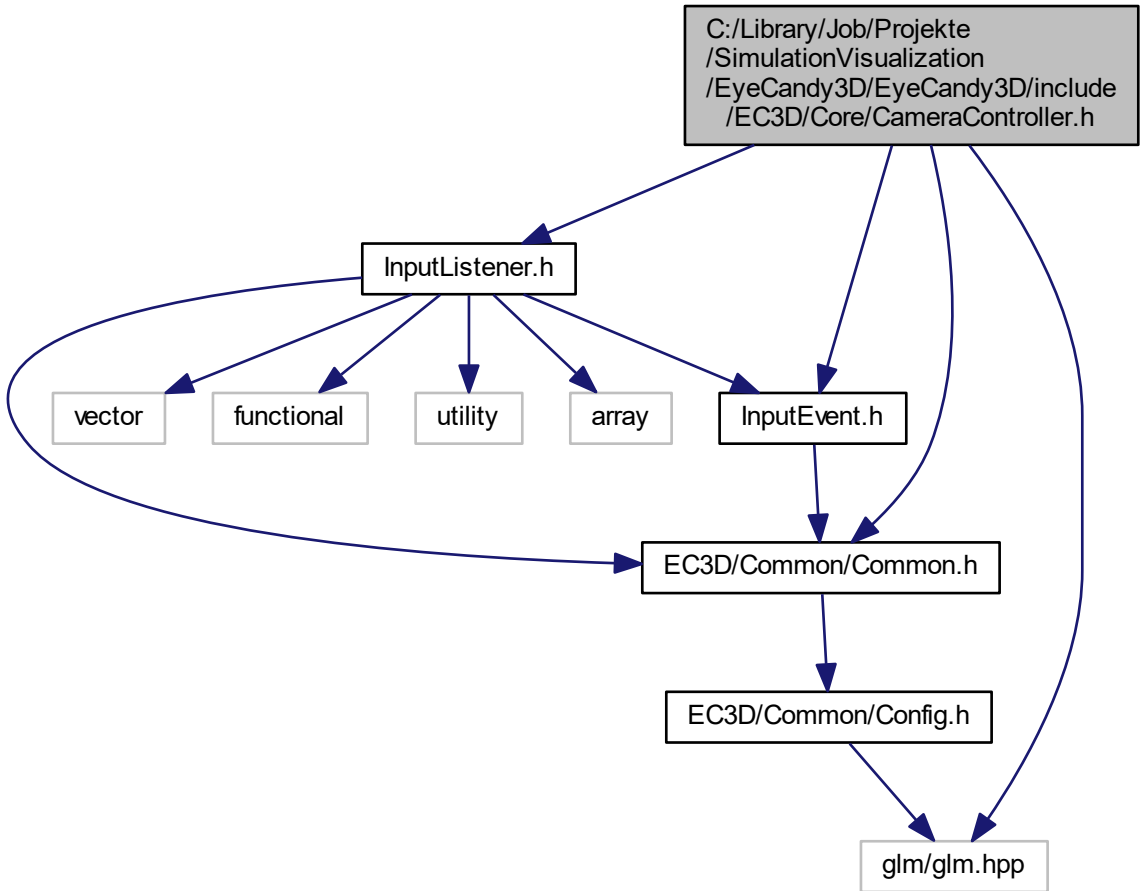 C:/Library/Job/Projekte
/SimulationVisualization
/EyeCandy3D/EyeCandy3D/include
/EC3D/Core/CameraController.h
InputListener.h
vector
functional
utility
array
InputEvent.h
EC3D/Common/Common.h
EC3D/Common/Config.h
glm/glm.hpp